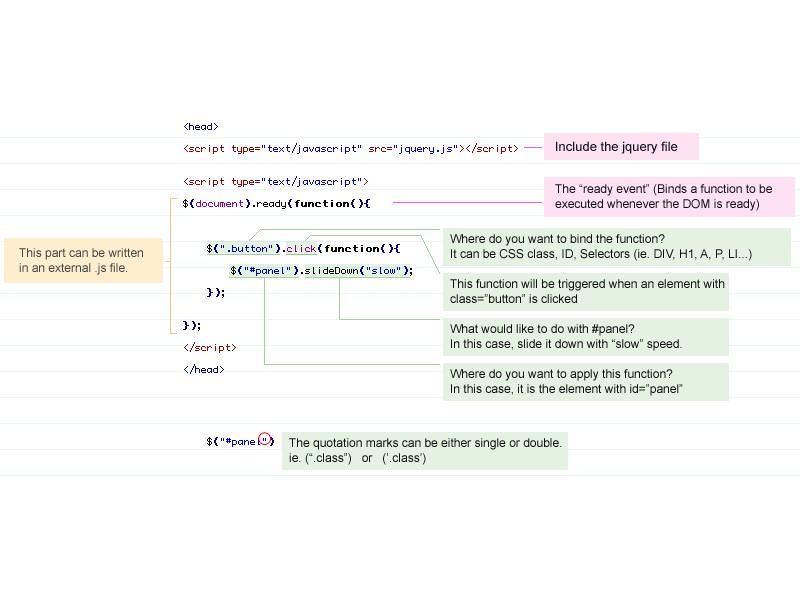 <head>
<script type="text/javascript" src="jquery.js"></script>
Include the jquery file
<script type="text/javascript">
$(document).ready(function(){
The “ready event” (Binds a function to be
executed whenever the DOM is ready)
This part can be written
in an external .js file.
$(".button").click(function(){
Where do you want to bind the function?
It can be CSS class, ID, Selectors (ie. DIV, H1, A, P, LI...)
$("#panel").slideDown("slow");
This function will be triggered when an element with
class=”button” is clicked
});
What would like to do with #panel?
In this case, slide it down with “slow” speed.
});
</script>
</head>
Where do you want to apply this function?
In this case, it is the element with id=”panel”
$("#panel")
The quotation marks can be either single or double.
ie. (“.class”) or (‘.class’)